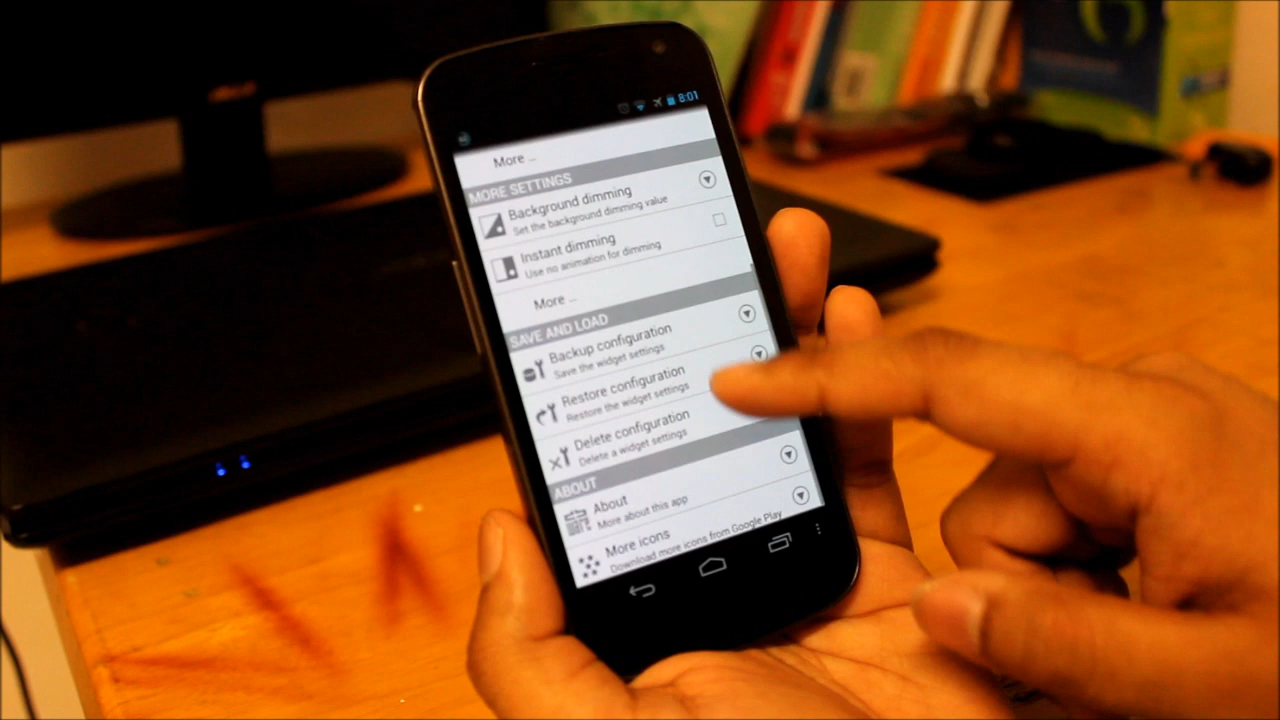 8:01
More ...
MORE SETTINGS
Background dimming
Set the background dimming value
Instant dimming
Use no animation for dimming
More ...
SAVE AND LOAD
Backup configuration
Save the widget settings
Restore configuration
Restore the widget settings
Delete configuration
Delete a widget settings
ABOUT
About
More about this app
More icons
Download more icons from Google Play